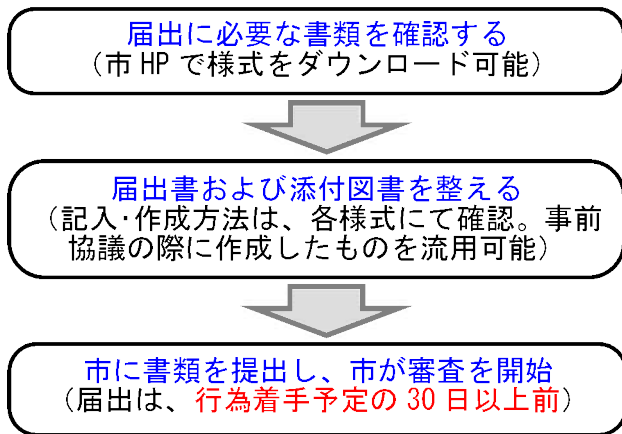 届出に必要な書類を確認する
（市 HP で様式をダウンロード可能）
届出書および添付図書を整える
（記入･作成方法は、各様式にて確認。事前
協議の際に作成したものを流用可能）
市に書類を提出し、市が審査を開始
（届出は、行為着手予定の 30 日以上前）